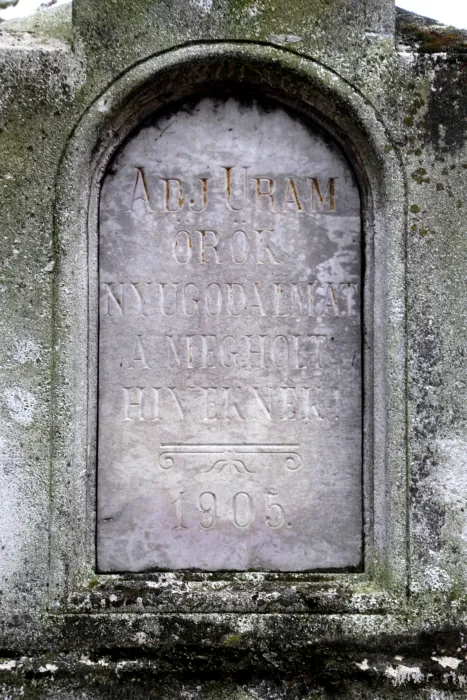 ADJ URAM
ÖRÖK
NYUGODALMAT
A' MEGHOLT
HIVEKNEK!
1905.